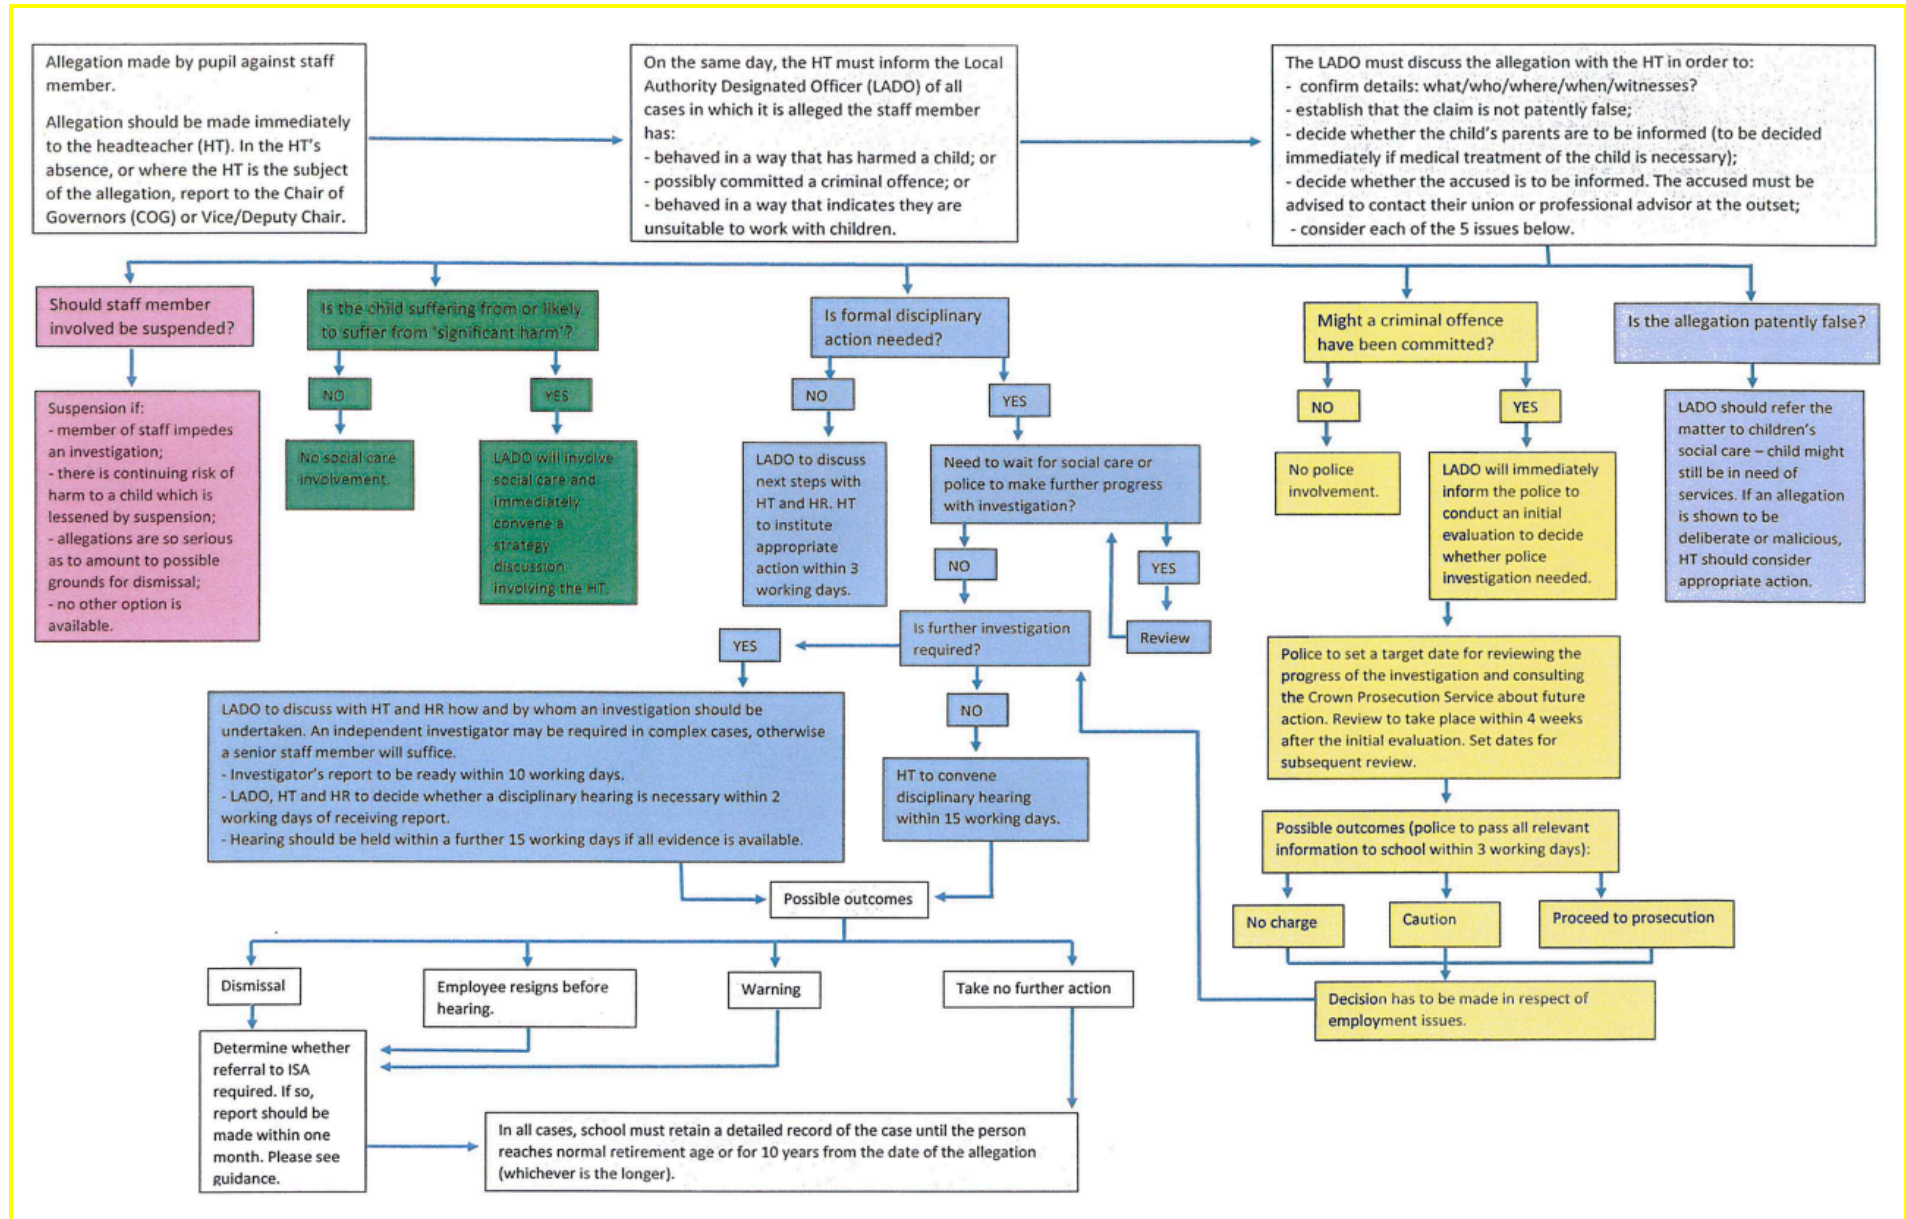 Allegation made by pupil against staff
member.
Allegation should be made immediately
to the headteacher (HT). In the HT's
absence, or where the HT is the subject
of the allegation, report to the Chair of
Governors (COG) or Vice/Deputy Chair.
On the same day, the HT must inform the Local
Authority Designated Officer (LADO) of all
cases in which it is alleged the staff member
has:
- behaved in a way that has harmed a child; or
- possibly committed a criminal offence; or
- behaved in a way that indicates they are
unsuitable to work with children.
The LADO must discuss the allegation with the HT in order to:
- confirm details: what/who/where/when/witnesses?
- establish that the claim is not patently false;
- decide whether the child's parents are to be informed (to be decided
immediately if medical treatment of the child is necessary);
- decide whether the accused is to be informed. The accused must be
advised to contact their union or professional advisor at the outset;
- consider each of the 5 issues below.
Should staff member
involved be suspended?
Suspension if:
- member of staff impedes
an investigation;
- there is continuing risk of
harm to a child which is
lessened by suspension;
- allegations are so serious
as to amount to possible
grounds for dismissal;
- no other option is
available.
Is the child suffering from or likely
to suffer from 'significant harm'?
NO
YES
No social care
involvement.
LADO will involve
social care and
immediately
convene a
strategy
discussion
involving the HT.
Is formal disciplinary
action needed?
NO
YES
LADO to discuss
next steps with
HT and HR. HT
to institute
appropriate
action within 3
working days.
Need to wait for social care or
police to make further progress
with investigation?
NO
YES
Review
Is further investigation
required?
YES
NO
LADO to discuss with HT and HR how and by whom an investigation should be
undertaken. An independent investigator may be required in complex cases, otherwise
a senior staff member will suffice.
- Investigator's report to be ready within 10 working days.
- LADO, HT and HR to decide whether a disciplinary hearing is necessary within 2
working days of receiving report.
- Hearing should be held within a further 15 working days if all evidence is available.
HT to convene
disciplinary hearing
within 15 working days.
Might a criminal offence
have been committed?
NO
YES
No police
involvement.
LADO will immediately
inform the police to
conduct an initial
evaluation to decide
whether police
investigation needed.
Police to set a target date for reviewing the
progress of the investigation and consulting
the Crown Prosecution Service about future
action. Review to take place within 4 weeks
after the initial evaluation. Set dates for
subsequent review.
Possible outcomes (police to pass all relevant
information to school within 3 working days):
No charge
Caution
Proceed to prosecution
Decision has to be made in respect of
employment issues.
Is the allegation patently false?
LADO should refer the
matter to children's
social care – child might
still be in need of
services. If an allegation
is shown to be
deliberate or malicious,
HT should consider
appropriate action.
Possible outcomes
Dismissal
Employee resigns before
hearing.
Warning
Take no further action
Determine whether
referral to ISA
required. If so,
report should be
made within one
month. Please see
guidance.
In all cases, school must retain a detailed record of the case until the person
reaches normal retirement age or for 10 years from the date of the allegation
(whichever is the longer).